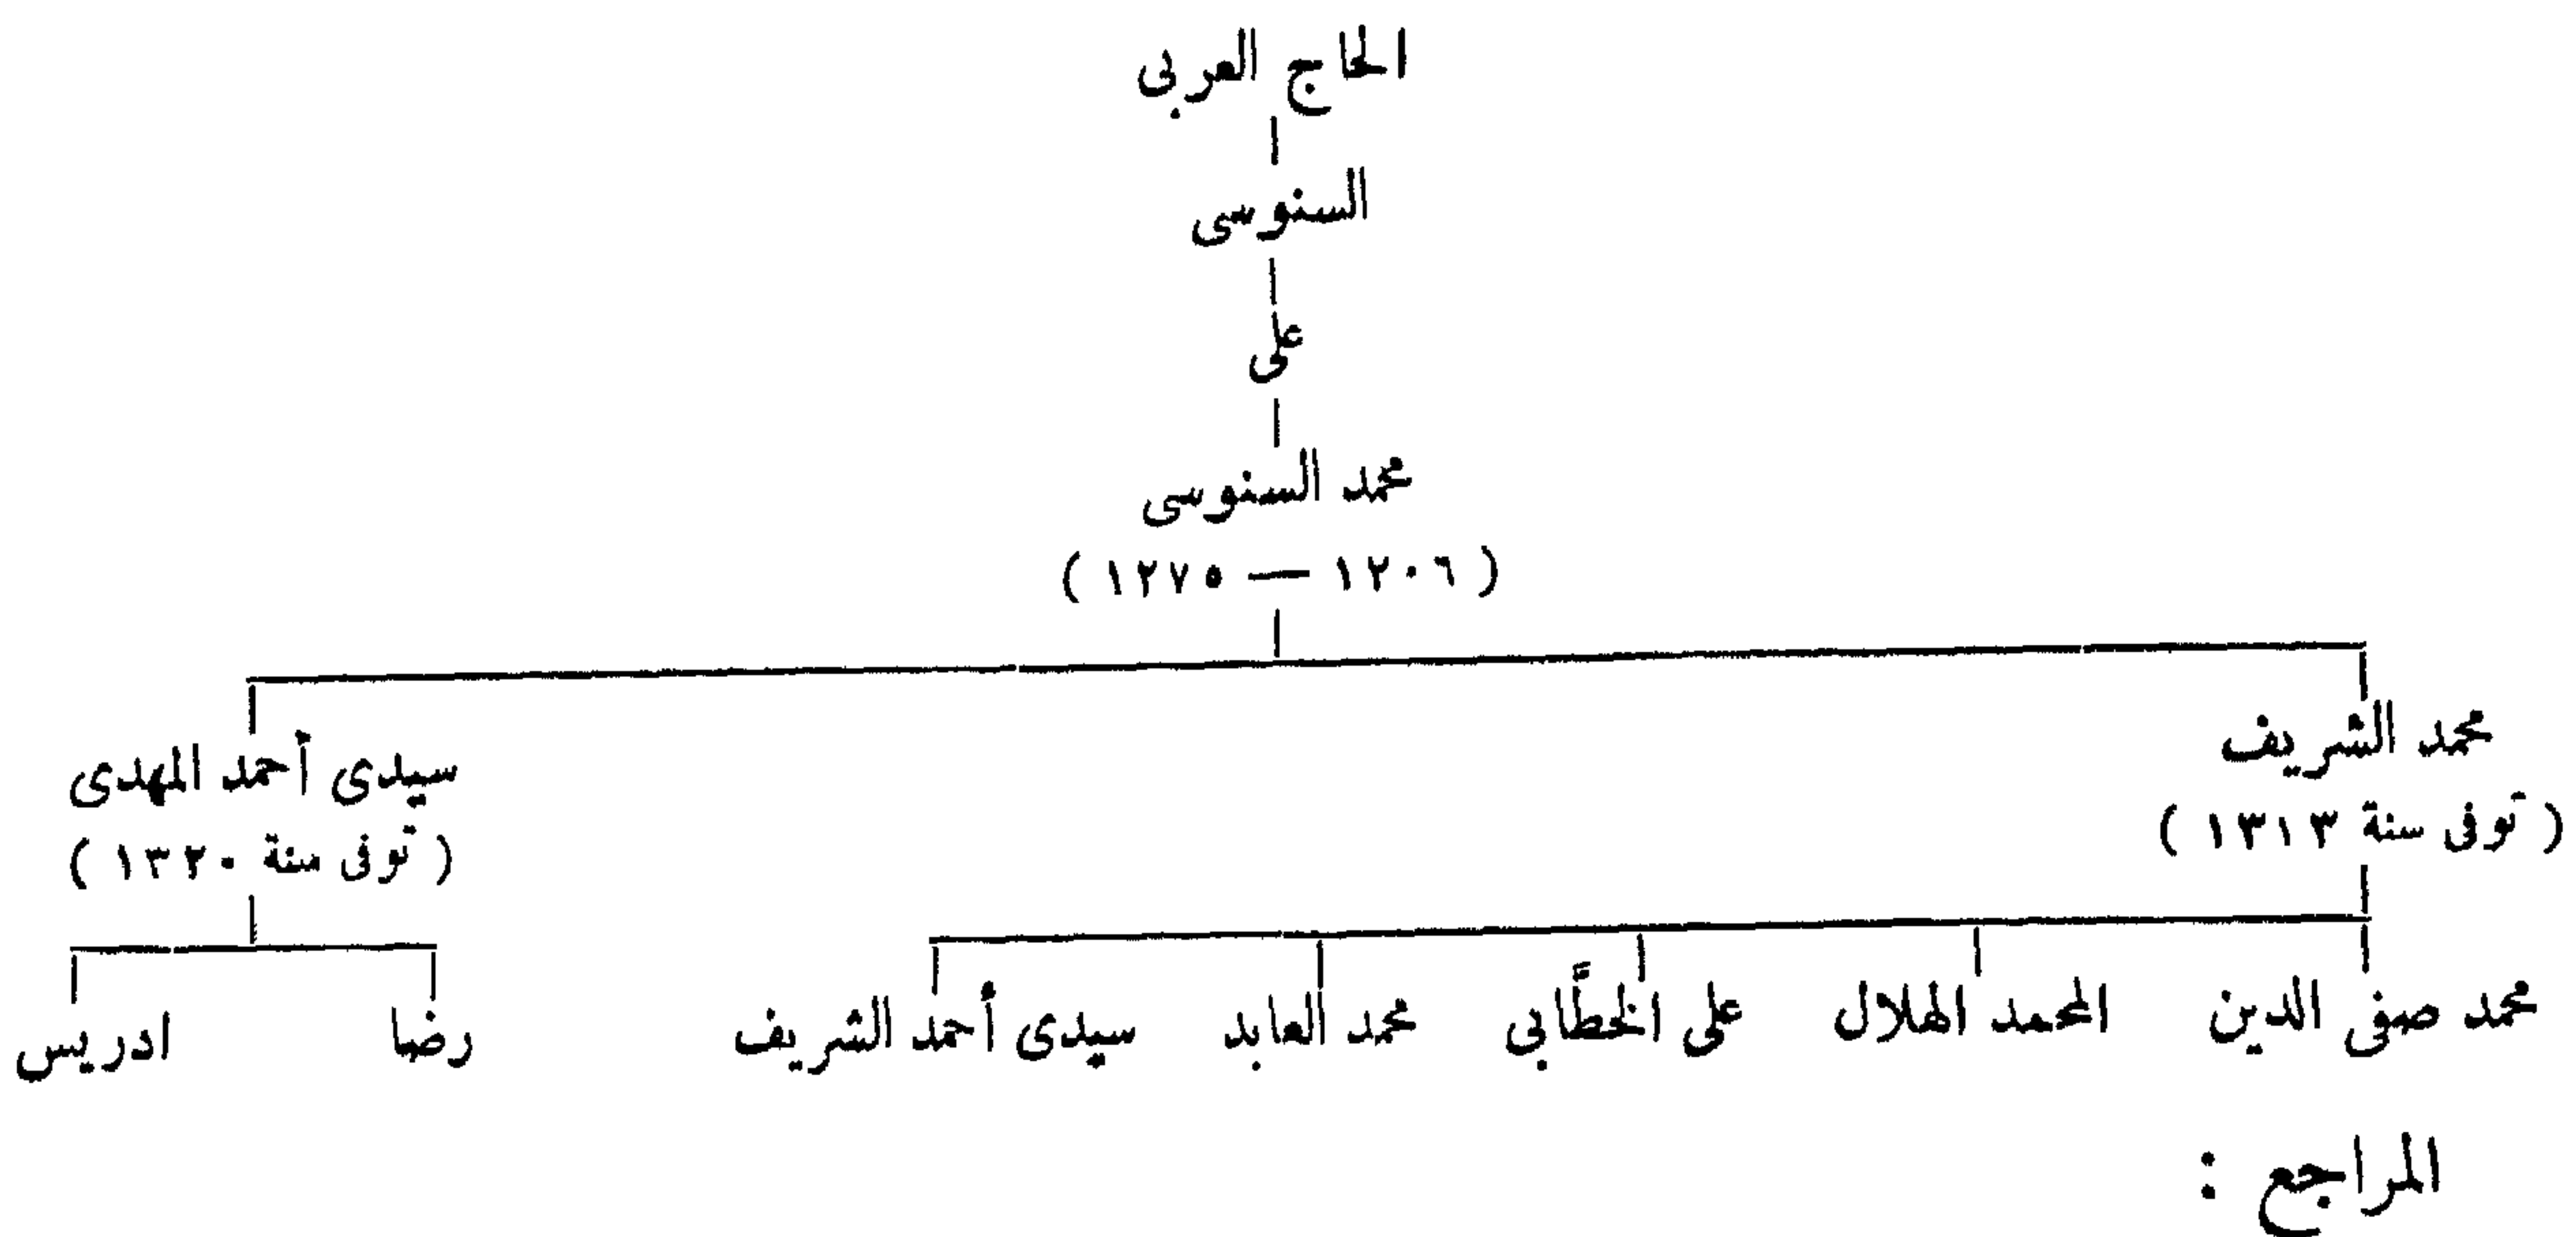 الحاج العربى
السنوسى
على
محمد السنوسى
( ١٢٠٦ — ١٢٧٥ )
محمد الشريف
سيدى أحمد المهدى
( توفى سنة ١٣١٣ )
( توفى سنة ١٣٢٠ )
محمد صفى الدين المحمد الهلال على الخطَّابى محمد العابد سيدى أحمد الشريف رضا ادريس
المراجع :